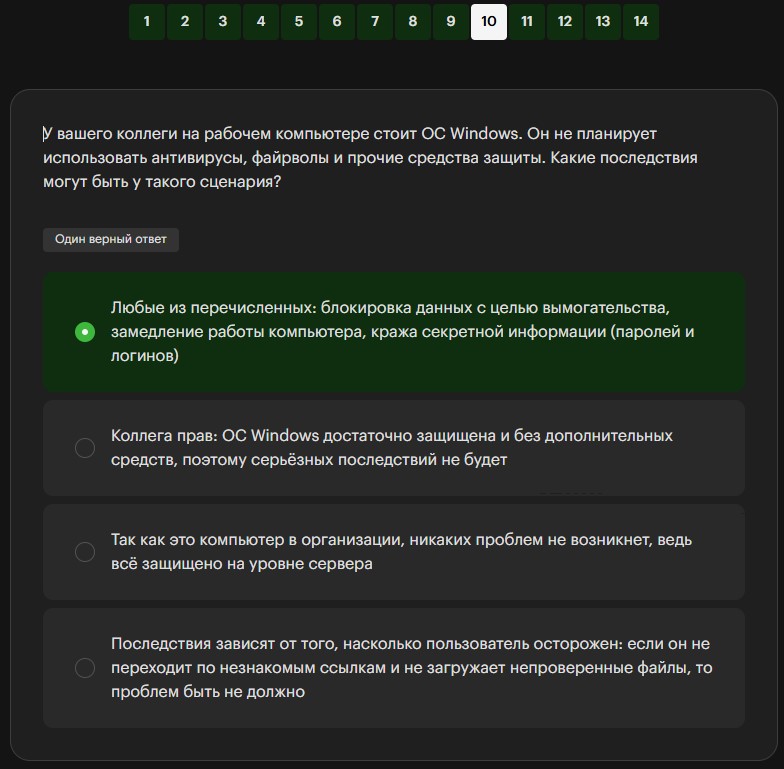 1 2 3 4 5 6 7 8 9 10 11 12 13 14
У вашего коллеги на рабочем компьютере стоит ОС Windows. Он не планирует
использовать антивирусы, файрволы и прочие средства защиты. Какие последствия
могут быть у такого сценария?
Один верный ответ
Любые из перечисленных: блокировка данных с целью вымогательства,
замедление работы компьютера, кража секретной информации (паролей и
логинов)
Коллега прав: ОС Windows достаточно защищена и без дополнительных
средств, поэтому серьёзных последствий не будет
Так как это компьютер в организации, никаких проблем не возникнет, ведь
всё защищено на уровне сервера
Последствия зависят от того, насколько пользователь осторожен: если он не
переходит по незнакомым ссылкам и не загружает непроверенные файлы, то
проблем быть не должно